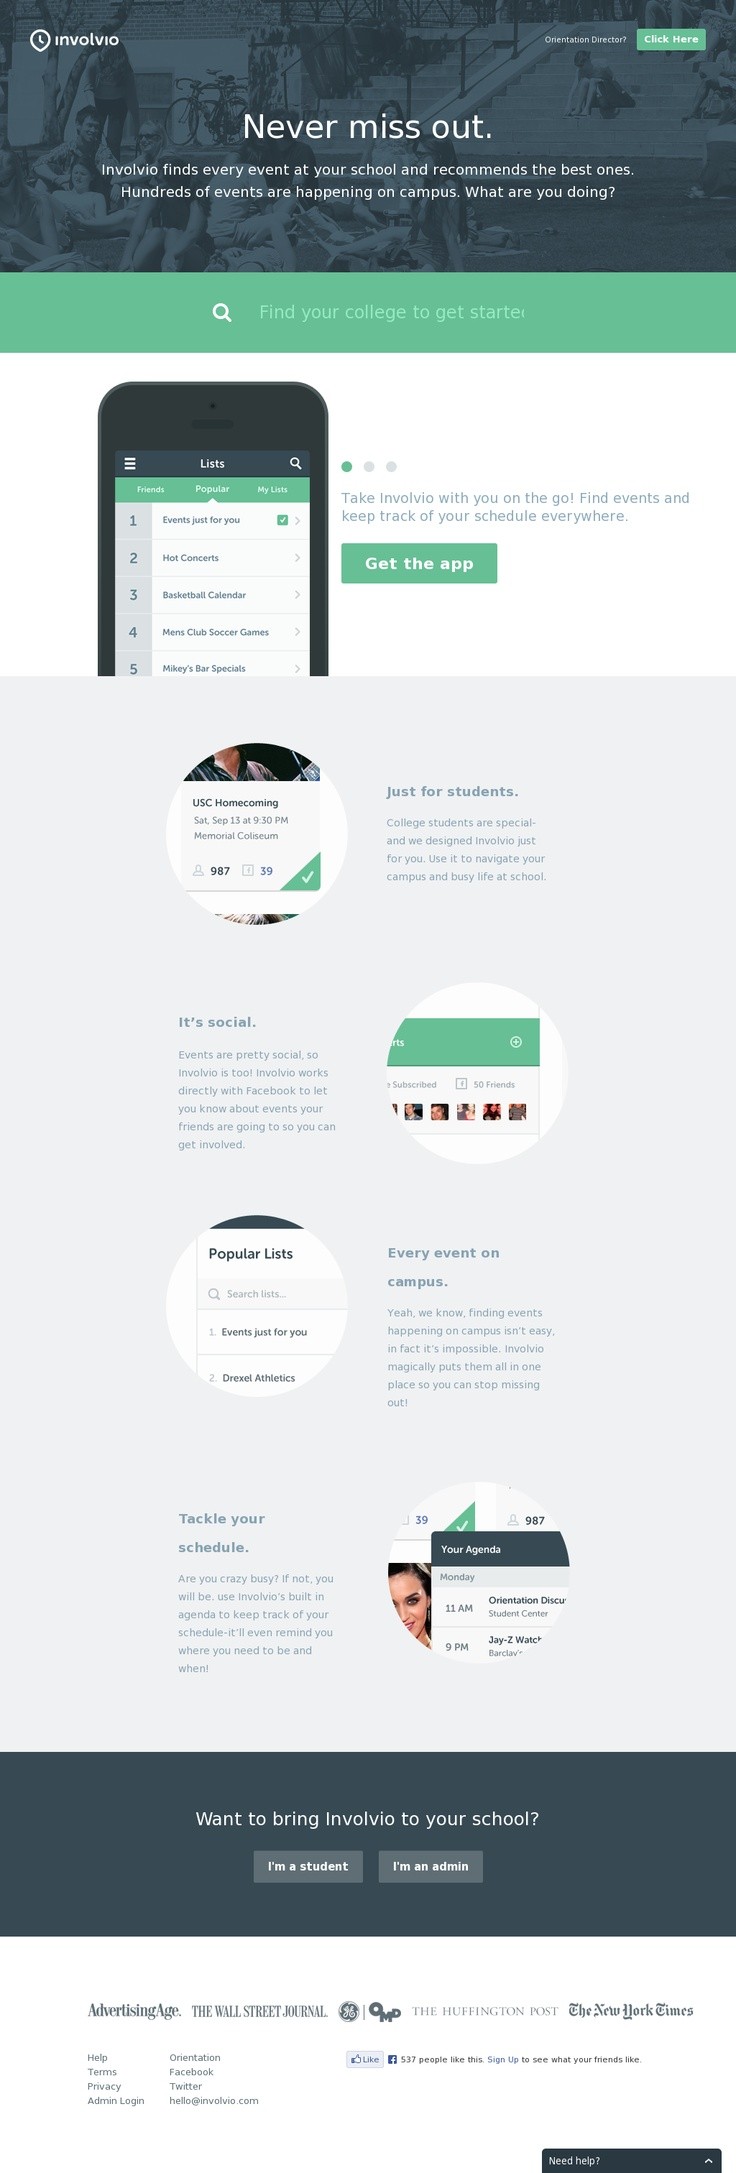 involvio
Orientation Director?
Click Here
Never miss out.
Involvio finds every event at your school and recommends the best ones.
Hundreds of events are happening on campus. What are you doing?
Find your college to get starte
Lists
Friends
Popular
My Lists
1 Events just for you
2 Hot Concerts
3 Basketball Calendar
4 Mens Club Soccer Games
5 Mikey's Bar Specials
Take Involvio with you on the go! Find events and
keep track of your schedule everywhere.
Get the app
USC Homecoming
Sat, Sep 13 at 9:30 PM
Memorial Coliseum
987 39
Just for students.
College students are special-
and we designed Involvio just
for you. Use it to navigate your
campus and busy life at school.
It's social.
Events are pretty social, so
Involvio is too! Involvio works
directly with Facebook to let
you know about events your
friends are going to so you can
get involved.
rts
e Subscribed
50 Friends
Popular Lists
Search lists...
1. Events just for you
2. Drexel Athletics
Every event on
campus.
Yeah, we know, finding events
happening on campus isn't easy,
in fact it's impossible. Involvio
magically puts them all in one
place so you can stop missing
out!
Tackle your
schedule.
Are you crazy busy? If not, you
will be. use Involvio's built in
agenda to keep track of your
schedule-it'll even remind you
where you need to be and
when!
39
987
Your Agenda
Monday
11 AM
Orientation Discu
Student Center
9 PM
Jay-Z Watch
Barclay's
Want to bring Involvio to your school?
I'm a student
I'm an admin
AdvertisingAge.
THE WALL STREET JOURNAL.
GE
OMD
THE HUFFINGTON POST
The New York Times
Help
Terms
Privacy
Admin Login
Orientation
Facebook
Twitter
hello@involvio.com
Like
537 people like this. Sign Up to see what your friends like.
Need help?